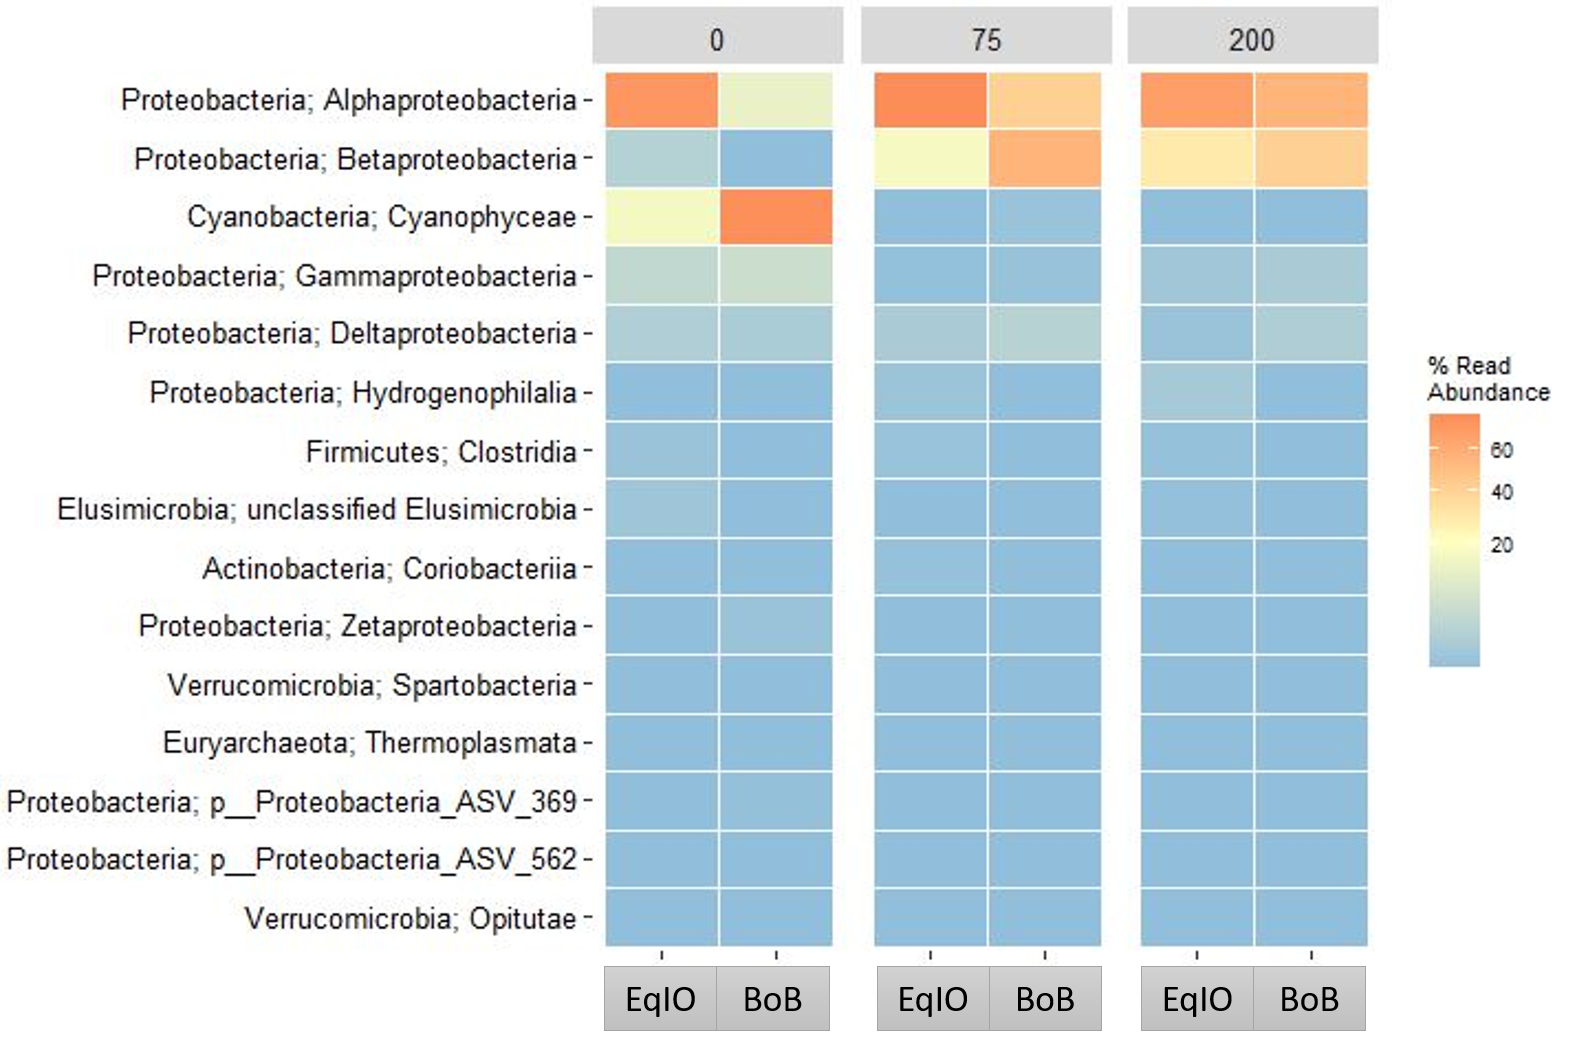 0 75 200
Proteobacteria; Alphaproteobacteria
Proteobacteria; Betaproteobacteria
Cyanobacteria; Cyanophyceae
Proteobacteria; Gammaproteobacteria
Proteobacteria; Deltaproteobacteria
Proteobacteria; Hydrogenophilalia
Firmicutes; Clostridia
Elusimicrobia; unclassified Elusimicrobia
Actinobacteria; Coriobacteriia
Proteobacteria; Zetaproteobacteria
Verrucomicrobia; Spartobacteria
Euryarchaeota; Thermoplasmata
Proteobacteria; p__Proteobacteria_ASV_369
Proteobacteria; p__Proteobacteria_ASV_562
Verrucomicrobia; Opitutae
EqIO BoB EqIO BoB EqIO BoB
% Read
Abundance
60
40
20